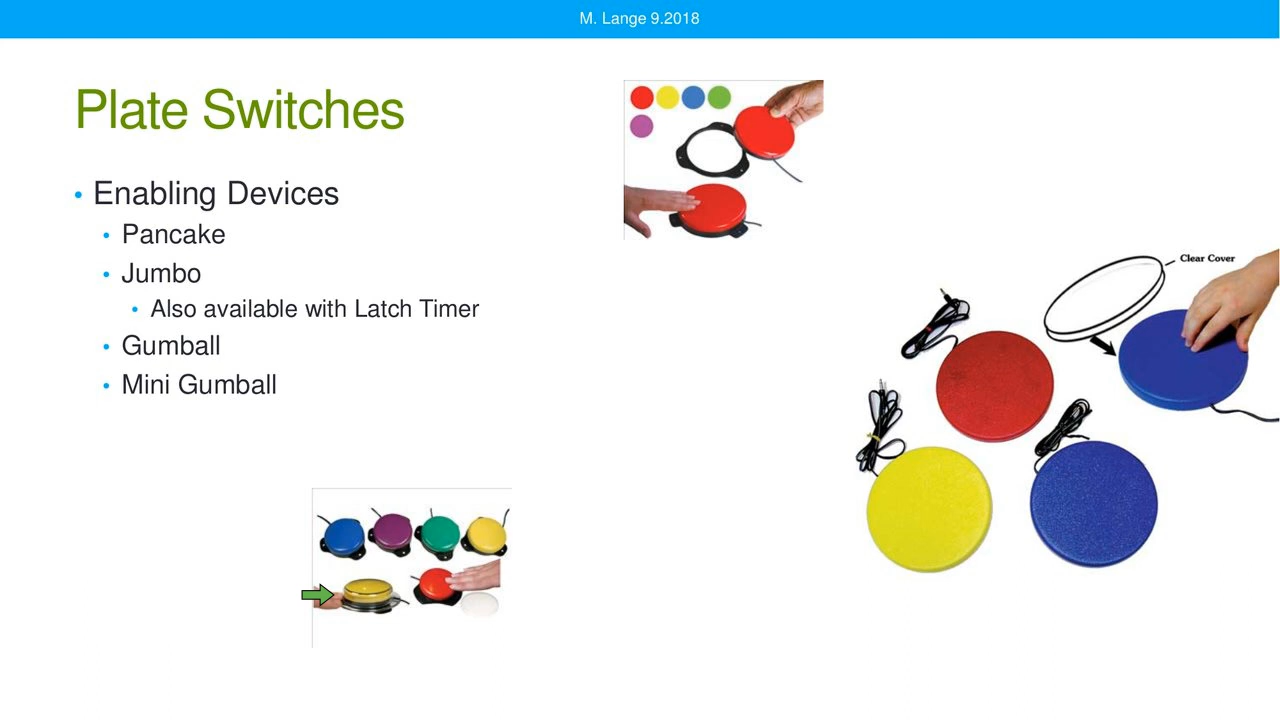 M. Lange 9.2018
Plate Switches
• Enabling Devices
• Pancake
• Jumbo
• Also available with Latch Timer
• Gumball
• Mini Gumball
Clear Cover